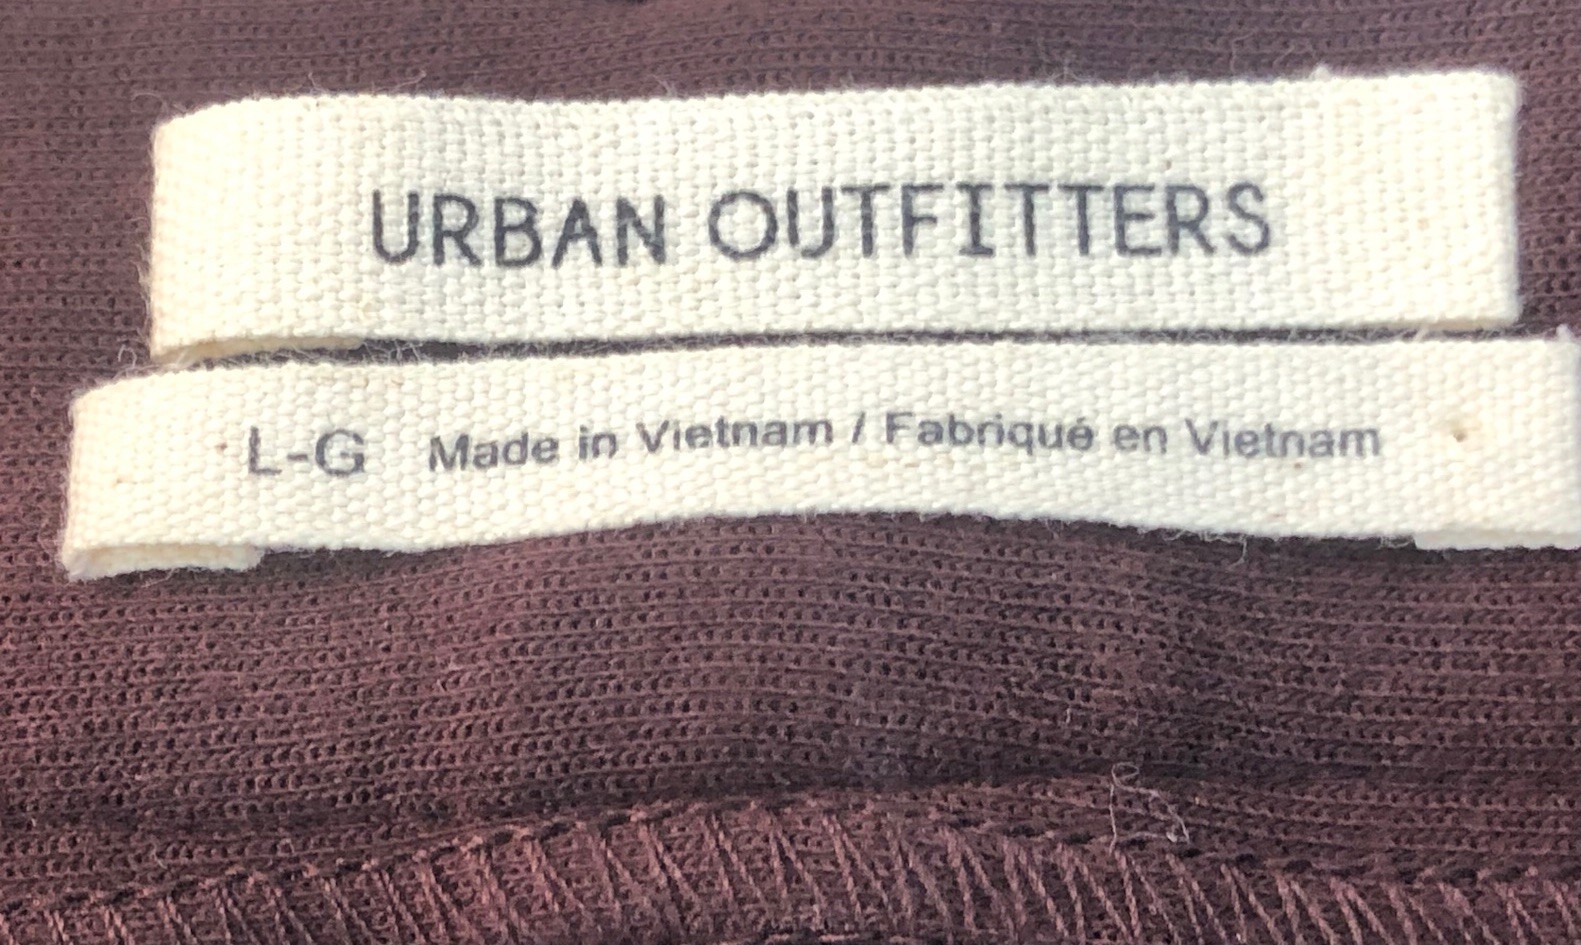 URBAN OUTFITTERS
L-G Made in Vietnam / Fabriqué en Vietnam